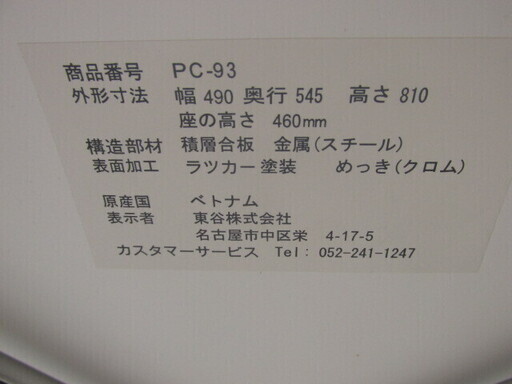 商品番号 PC-93
外形寸法 幅 490 奥行 545 高さ 810
座の高さ 460mm
構造部材 積層合板 金属(スチール)
表面加工 ラツカー塗装 めっき(クロム)
原産国 ベトナム
表示者 東谷株式会社
名古屋市中区栄 4-17-5
カスタマーサービス Tel: 052-241-1247